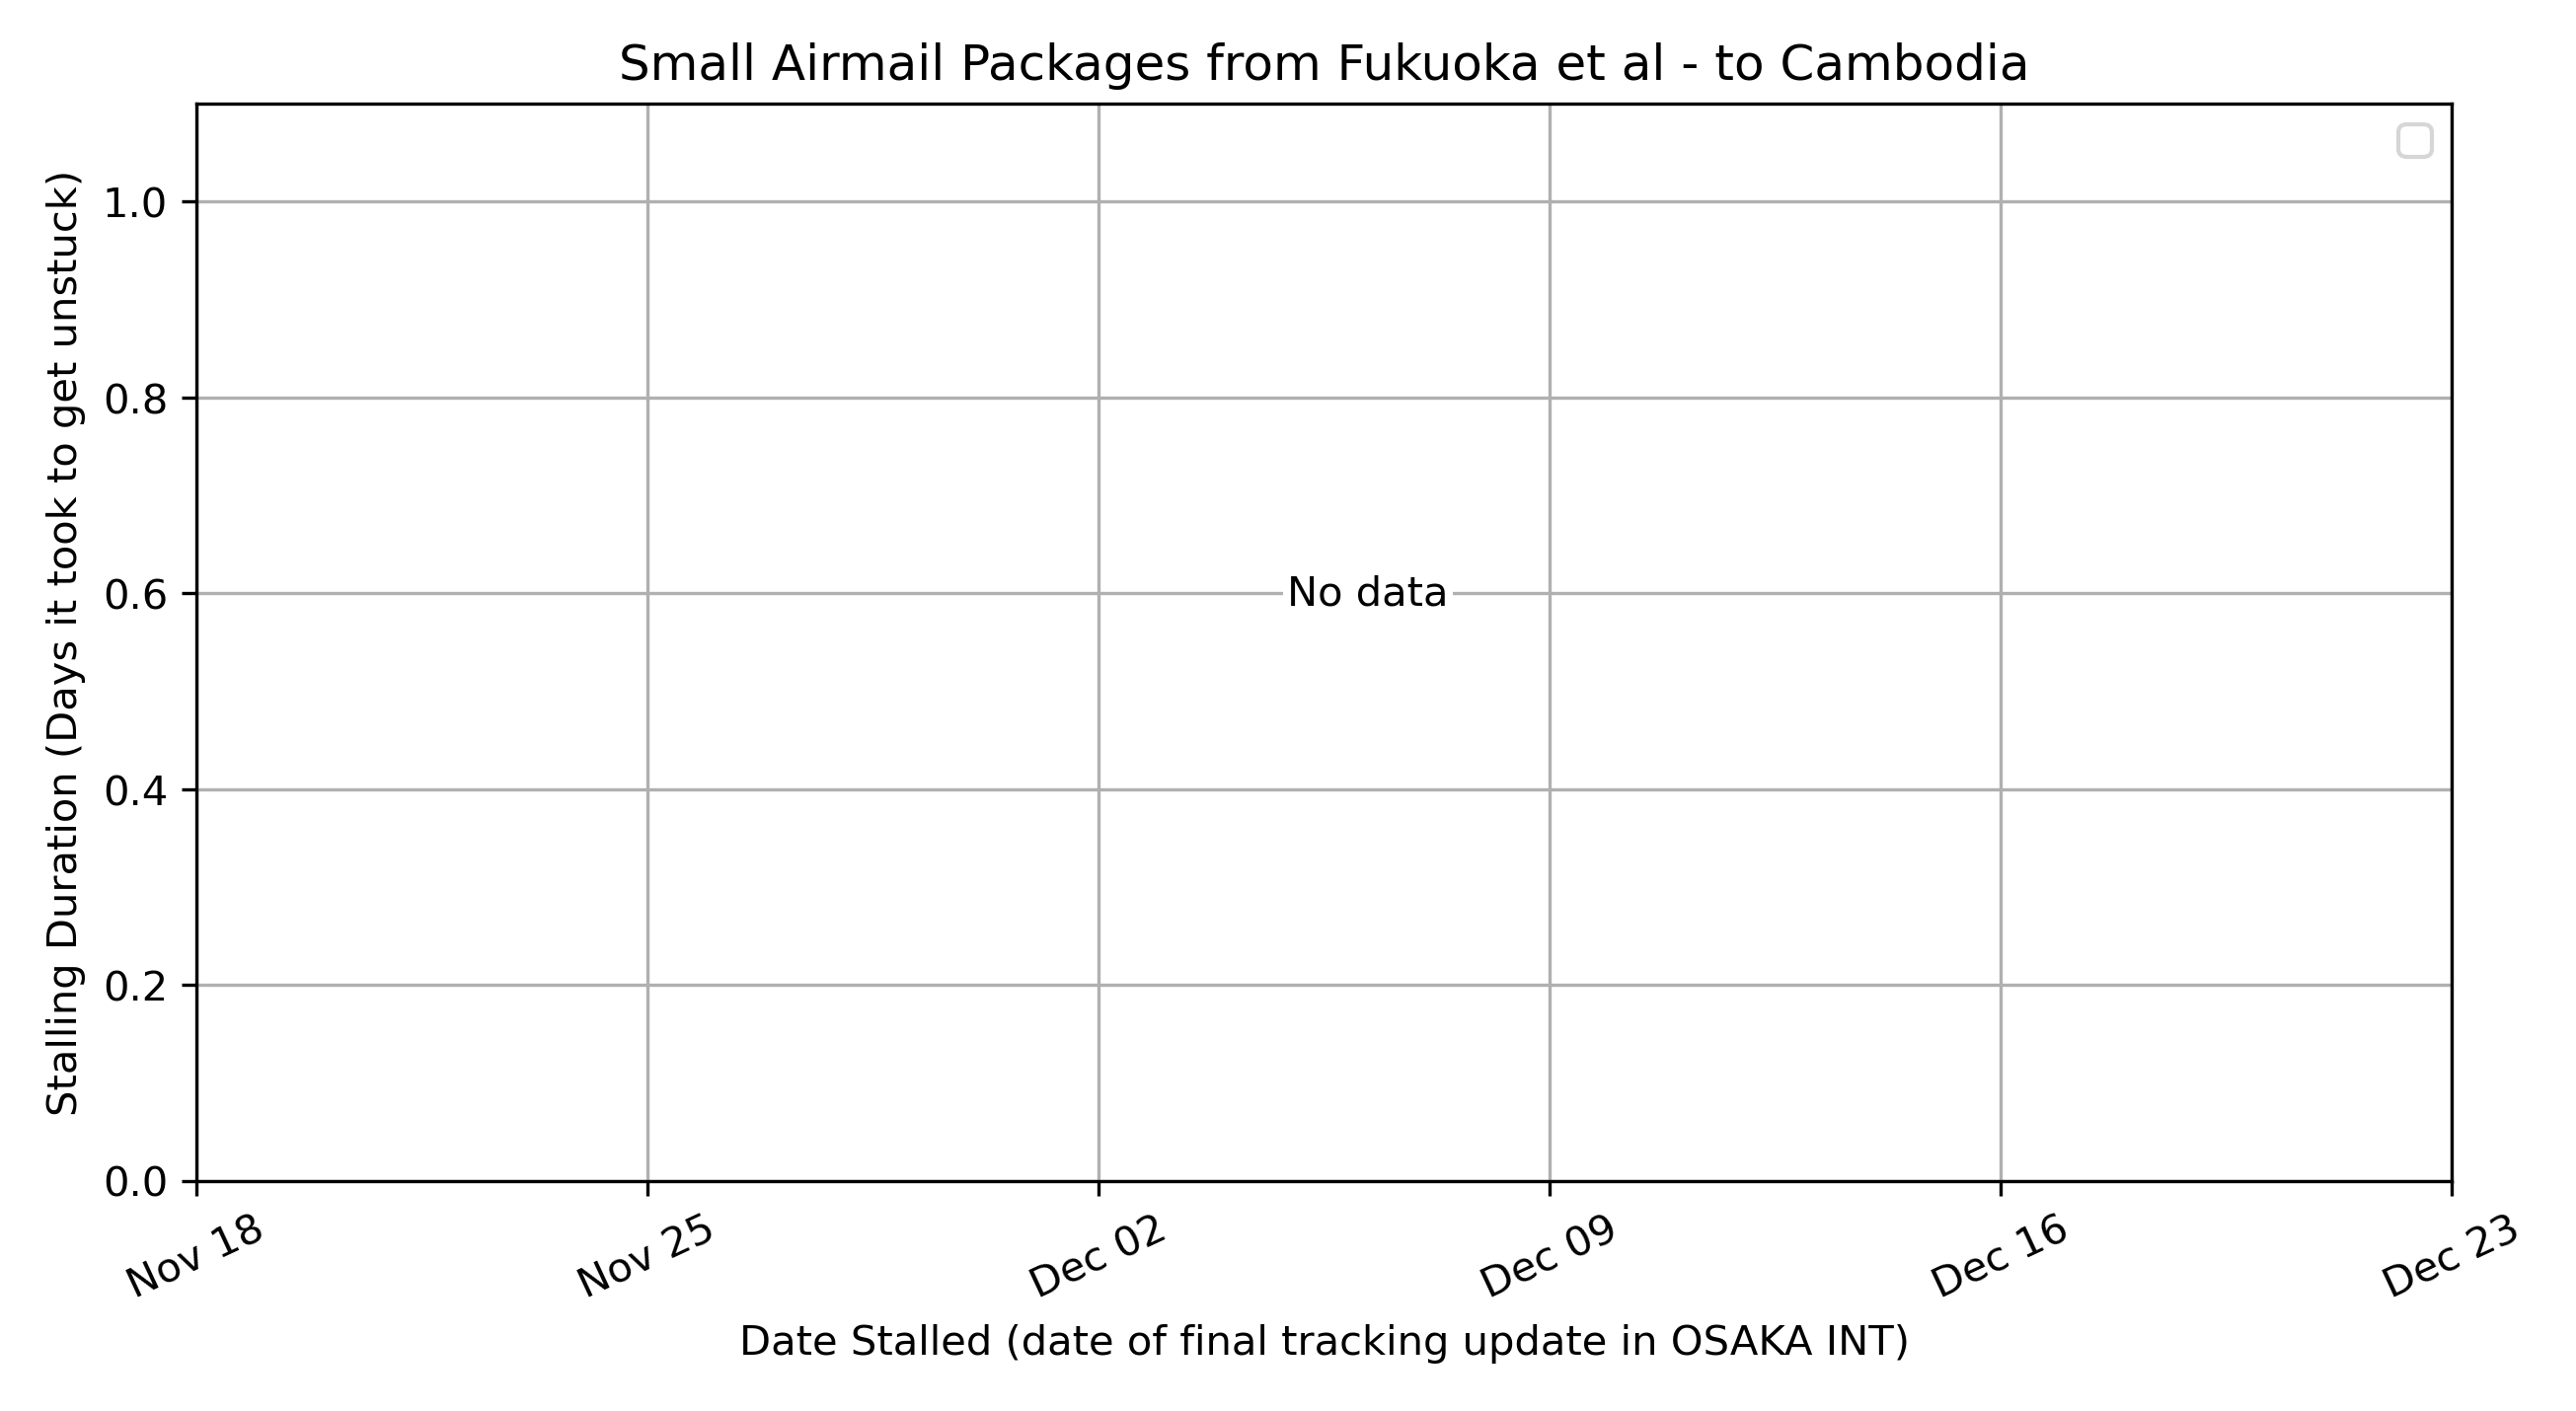 Small Airmail Packages from Fukuoka et al - to Cambodia
Stalling Duration (Days it took to get unstuck)
1.0
0.8
0.6
0.4
0.2
0.0
No data
Nov 18
Nov 25
Dec 02
Dec 09
Dec 16
Dec 23
Date Stalled (date of final tracking update in OSAKA INT)